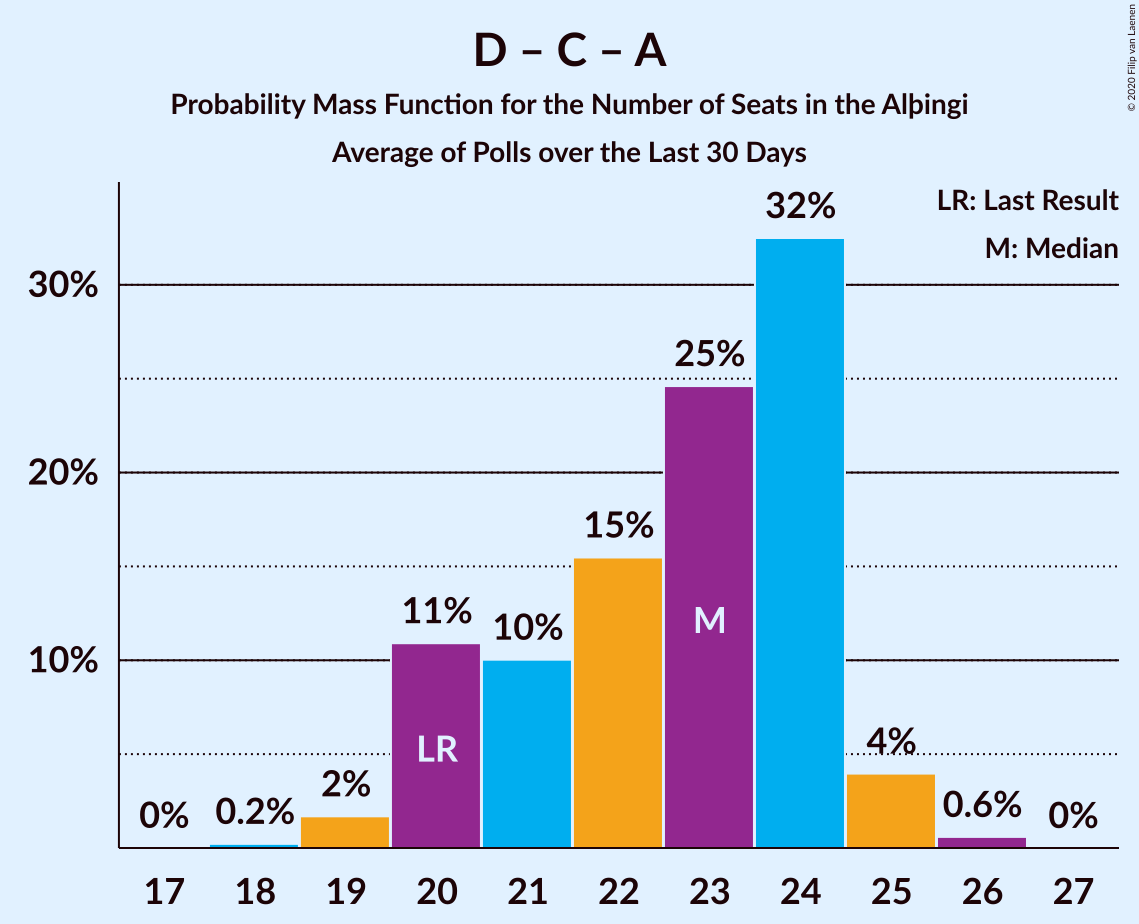 D – C – A
Probability Mass Function for the Number of Seats in the Alþingi
Average of Polls over the Last 30 Days
© 2020 Filip van Laenen
LR: Last Result
M: Median
30%
20%
10%
0%
0.2%
2%
11%
10%
15%
25%
32%
4%
0.6%
0%
LR
M
17 18 19 20 21 22 23 24 25 26 27